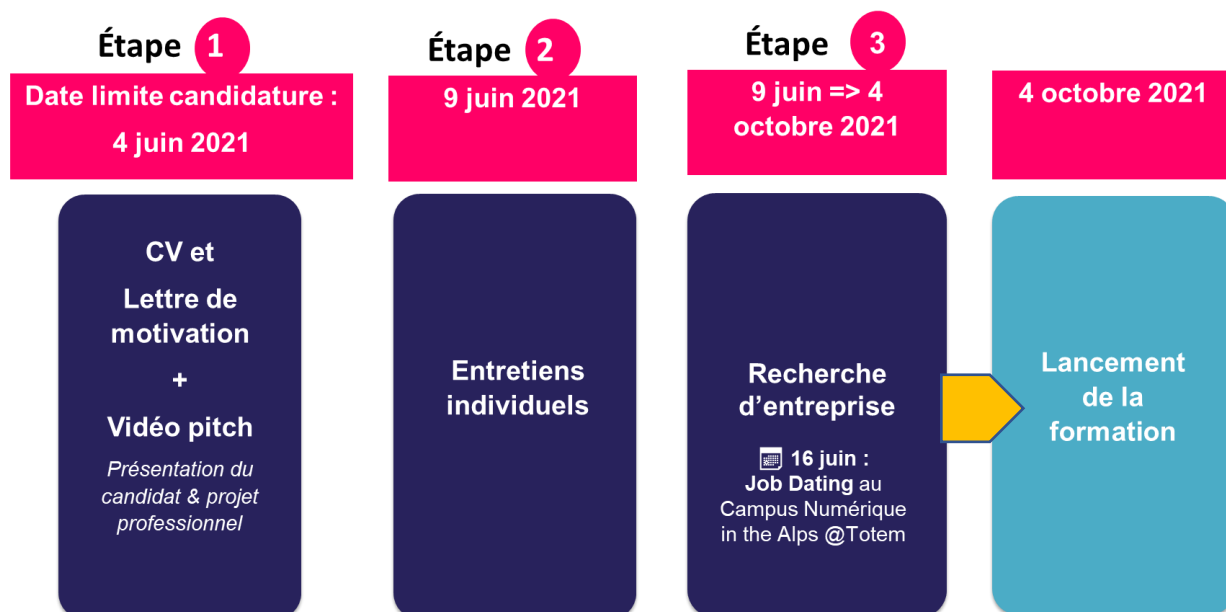 Étape 1
Date limite candidature :
4 juin 2021
CV et
Lettre de
motivation
+
Vidéo pitch
Présentation du
candidat & projet
professionnel
Étape 2
9 juin 2021
Entretiens
individuels
Étape 3
9 juin => 4
octobre 2021
Recherche
d’entreprise
16 juin :
Job Dating au
Campus Numérique
in the Alps @Totem
4 octobre 2021
Lancement
de la
formation